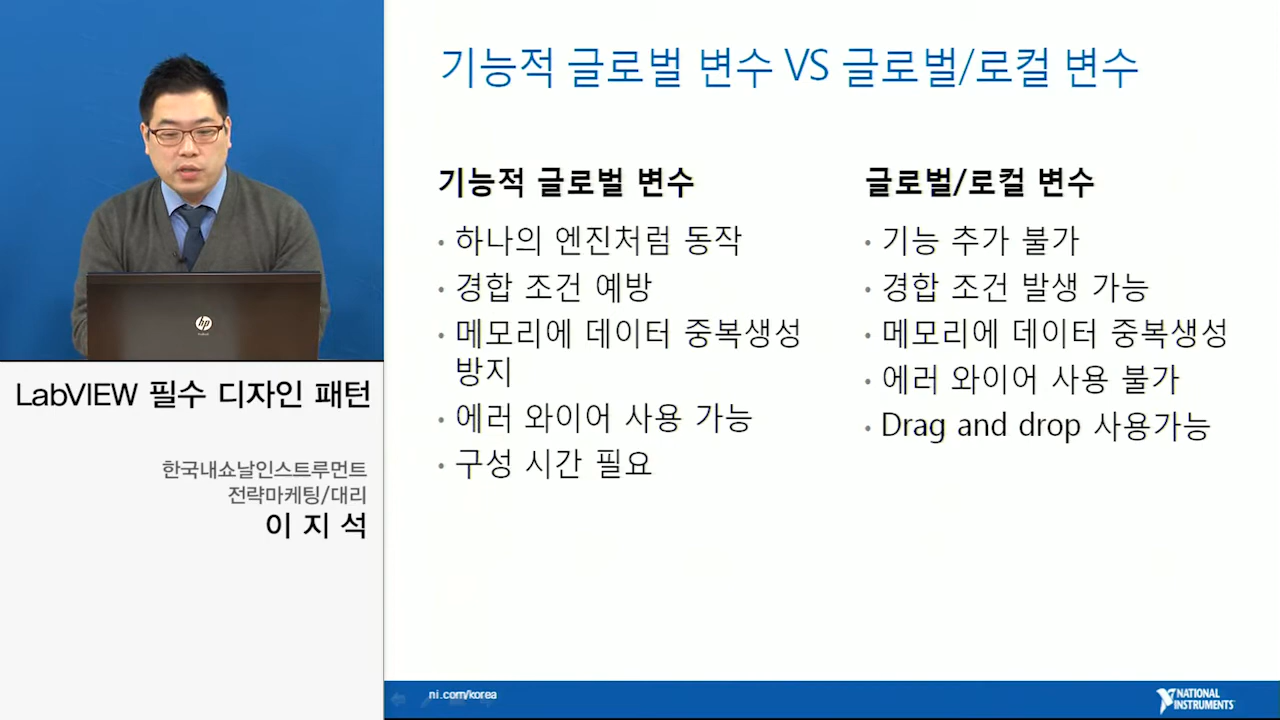 기능적 글로벌 변수 VS 글로벌/로컬 변수
기능적 글로벌 변수
• 하나의 엔진처럼 동작
• 경합 조건 예방
• 메모리에 데이터 중복생성
방지
• 에러 와이어 사용 가능
• 구성 시간 필요
글로벌/로컬 변수
• 기능 추가 불가
• 경합 조건 발생 가능
• 메모리에 데이터 중복생성
• 에러 와이어 사용 불가
• Drag and drop 사용가능
hp
LabVIEW 필수 디자인 패턴
한국내쇼날인스트루먼트
전략마케팅/대리
이 지 석
ni.com/korea
NATIONAL
INSTRUMENTS